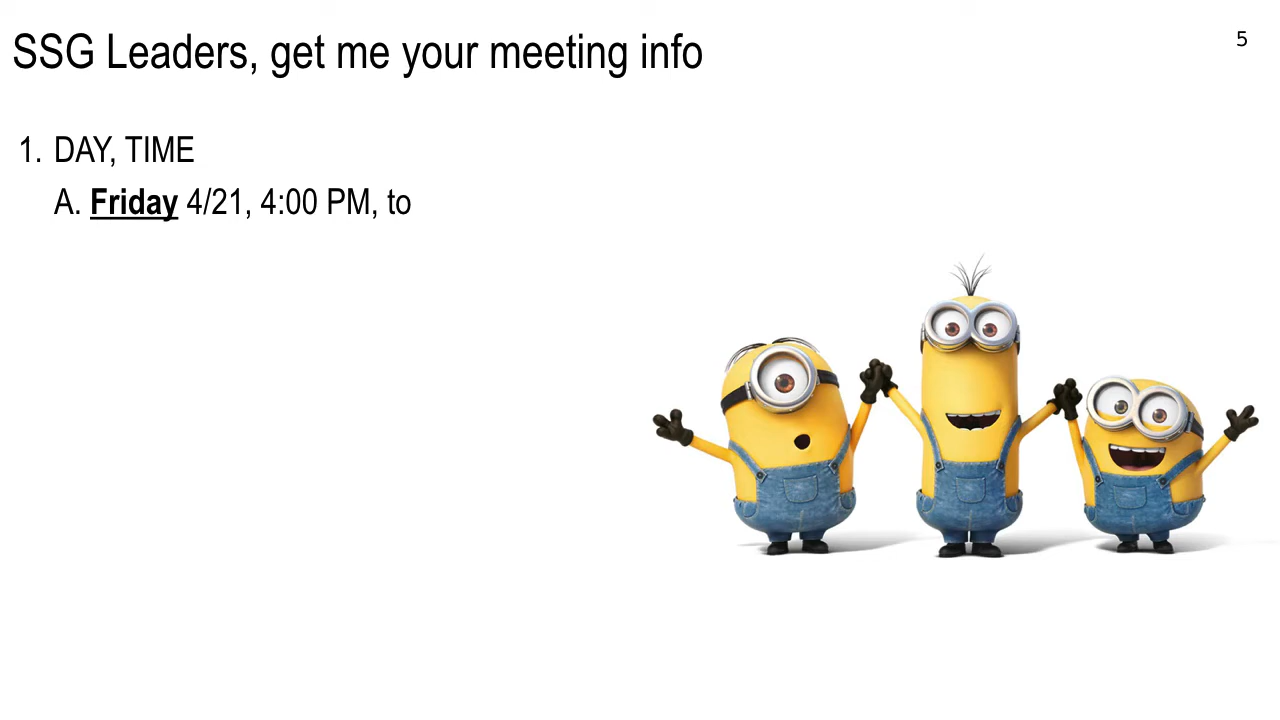 SSG Leaders, get me your meeting info
5
1. DAY, TIME
A. Friday 4/21, 4:00 PM, to